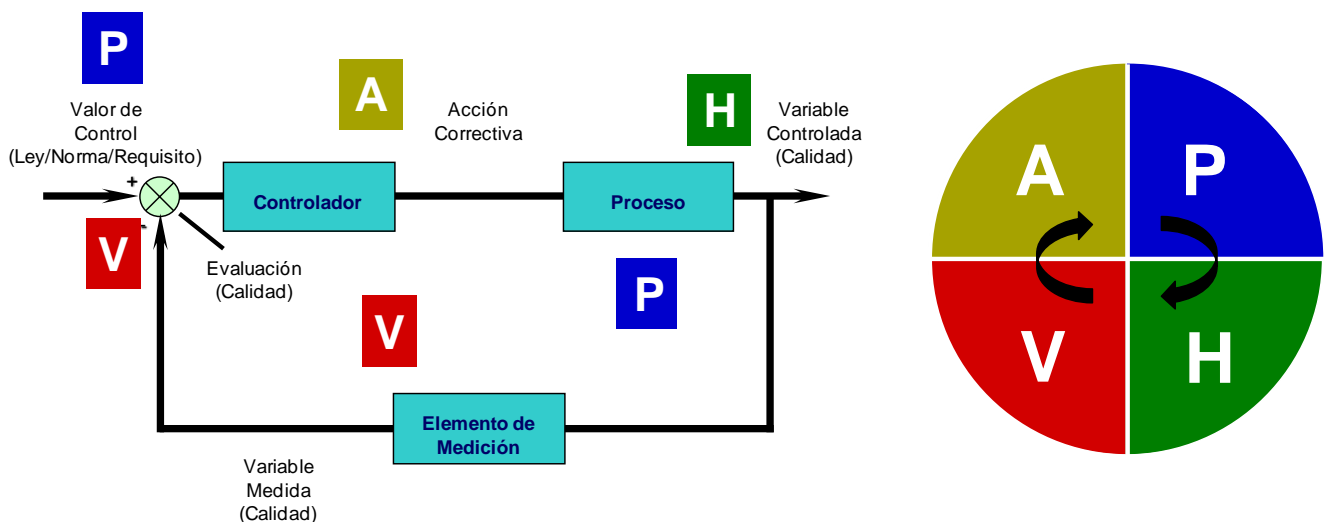 P
A
H
Valor de
Control
(Ley/Norma/Requisito)
Acción
Correctiva
Variable
Controlada
(Calidad)
+
-
Controlador
Proceso
V
Evaluación
(Calidad)
V
P
Elemento de
Medición
Variable
Medida
(Calidad)
A
P
V
H